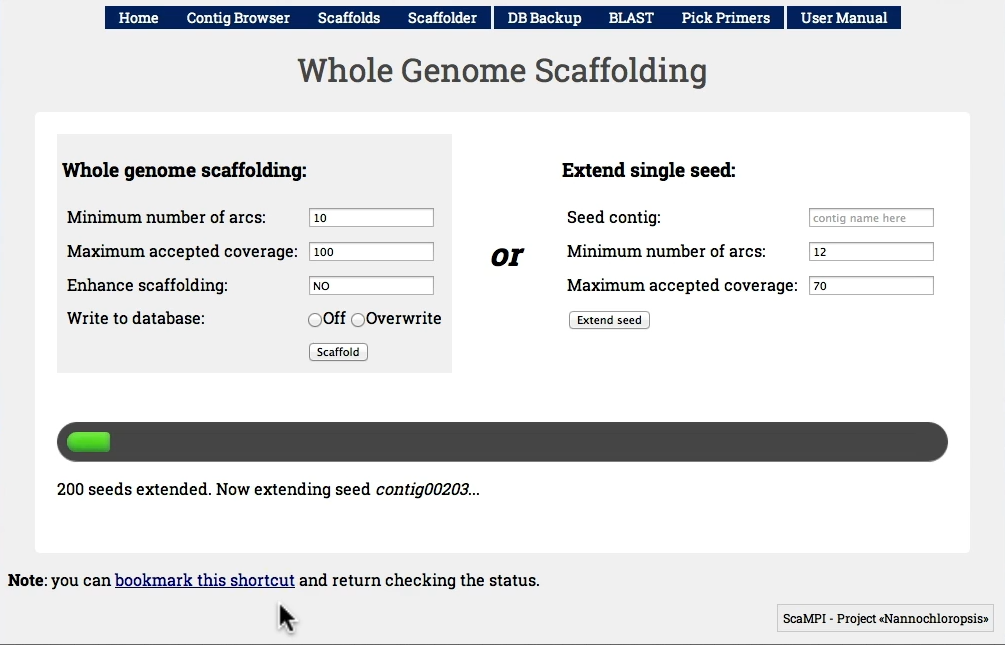 Home Contig Browser Scaffolds Scaffolder DB Backup BLAST Pick Primers User Manual
Whole Genome Scaffolding
Whole genome scaffolding:
Minimum number of arcs: 10
Maximum accepted coverage: 100
Enhance scaffolding: NO
Write to database: Off Overwrite
Scaffold
or
Extend single seed:
Seed contig: contig name here
Minimum number of arcs: 12
Maximum accepted coverage: 70
Extend seed
200 seeds extended. Now extending seed contig00203...
Note: you can bookmark this shortcut and return checking the status.
ScaMPI - Project «Nannochloropsis»